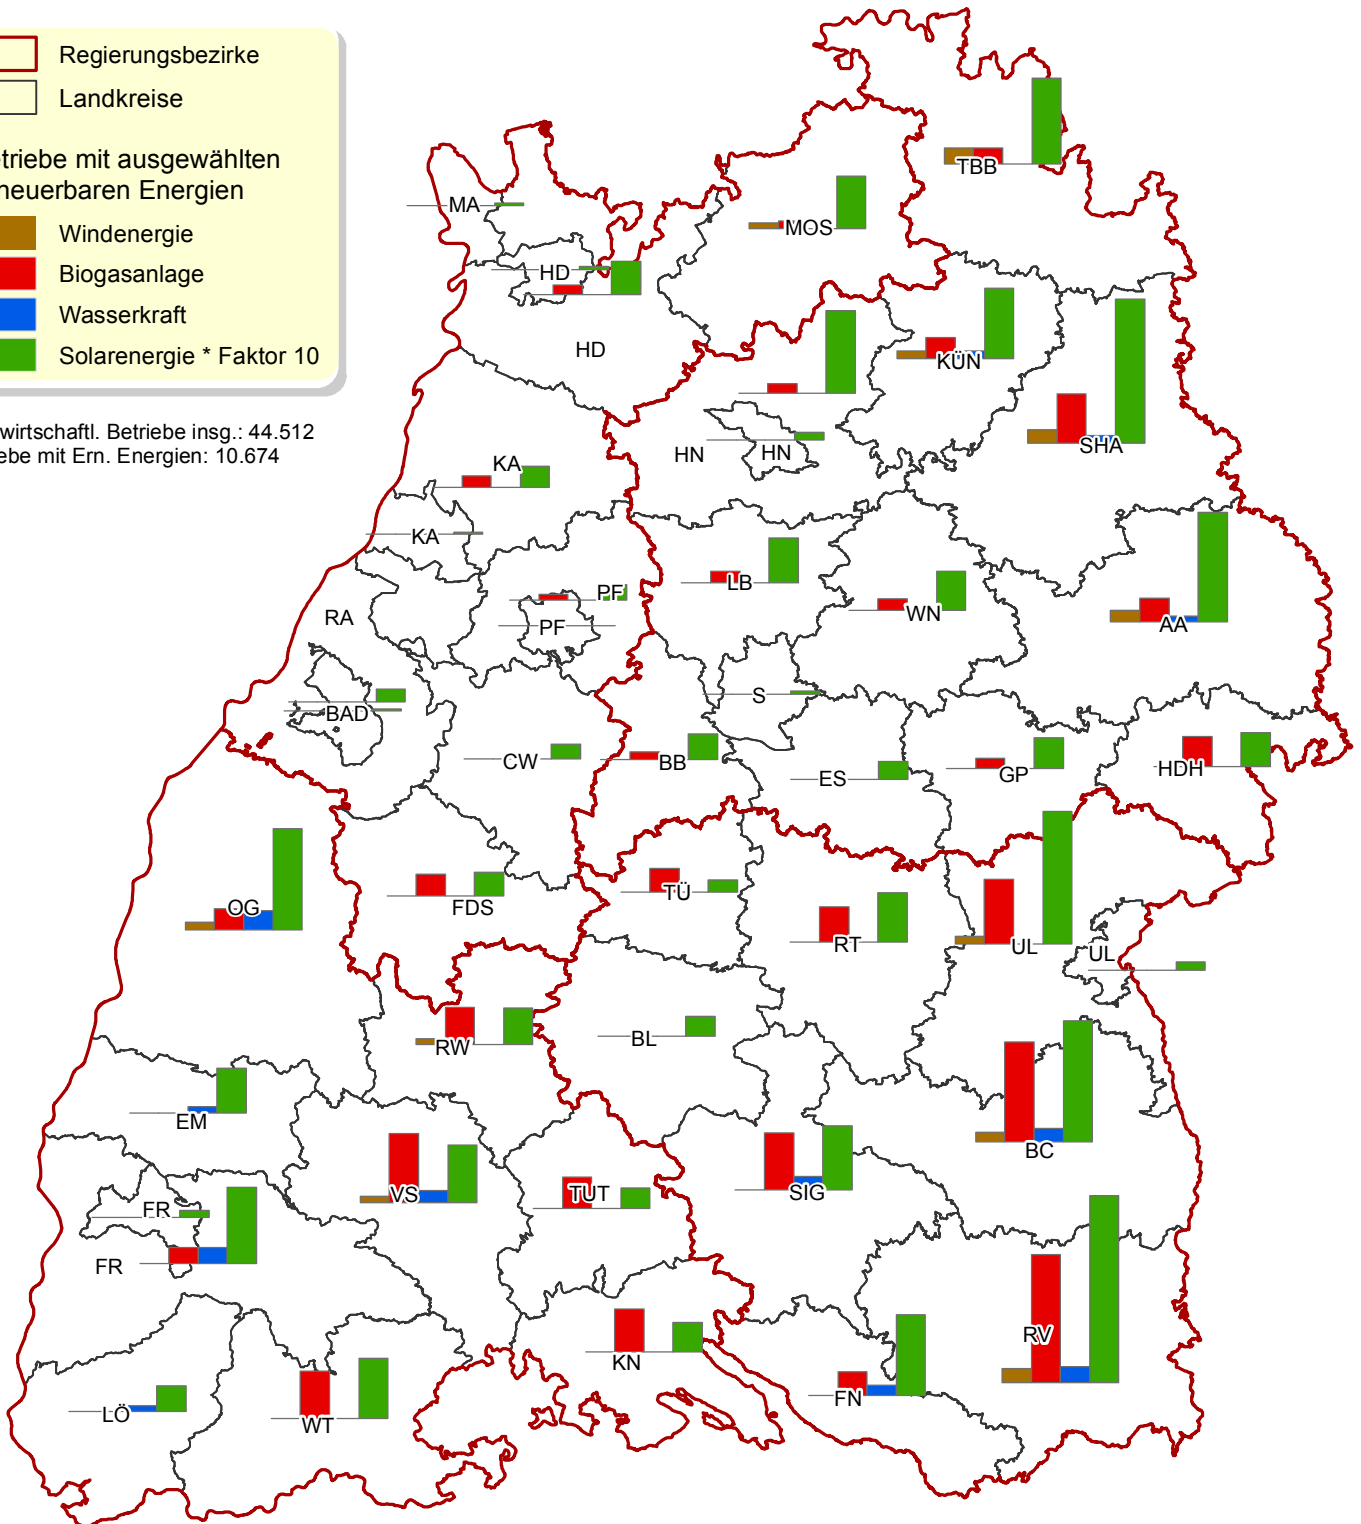 Regierungsbezirke
Landkreise
etriebe mit ausgewählten
neuerbaren Energien
Windenergie
Biogasanlage
Wasserkraft
Solarenergie * Faktor 10
wirtschaftl. Betriebe insg.: 44.512
iebe mit Ern. Energien: 10.674
TBB
MA
MOS
HD
HD
KÜN
SHA
HN
HN
KA
KA
LB
WN
AA
PF
PF
RA
S
BAD
CW
BB
ES
GP
HDH
OG
FDS
TÜ
RT
UL
UL
RW
BL
EM
BC
VS
TUT
SIG
FR
FR
RV
KN
FN
LÖ
WT